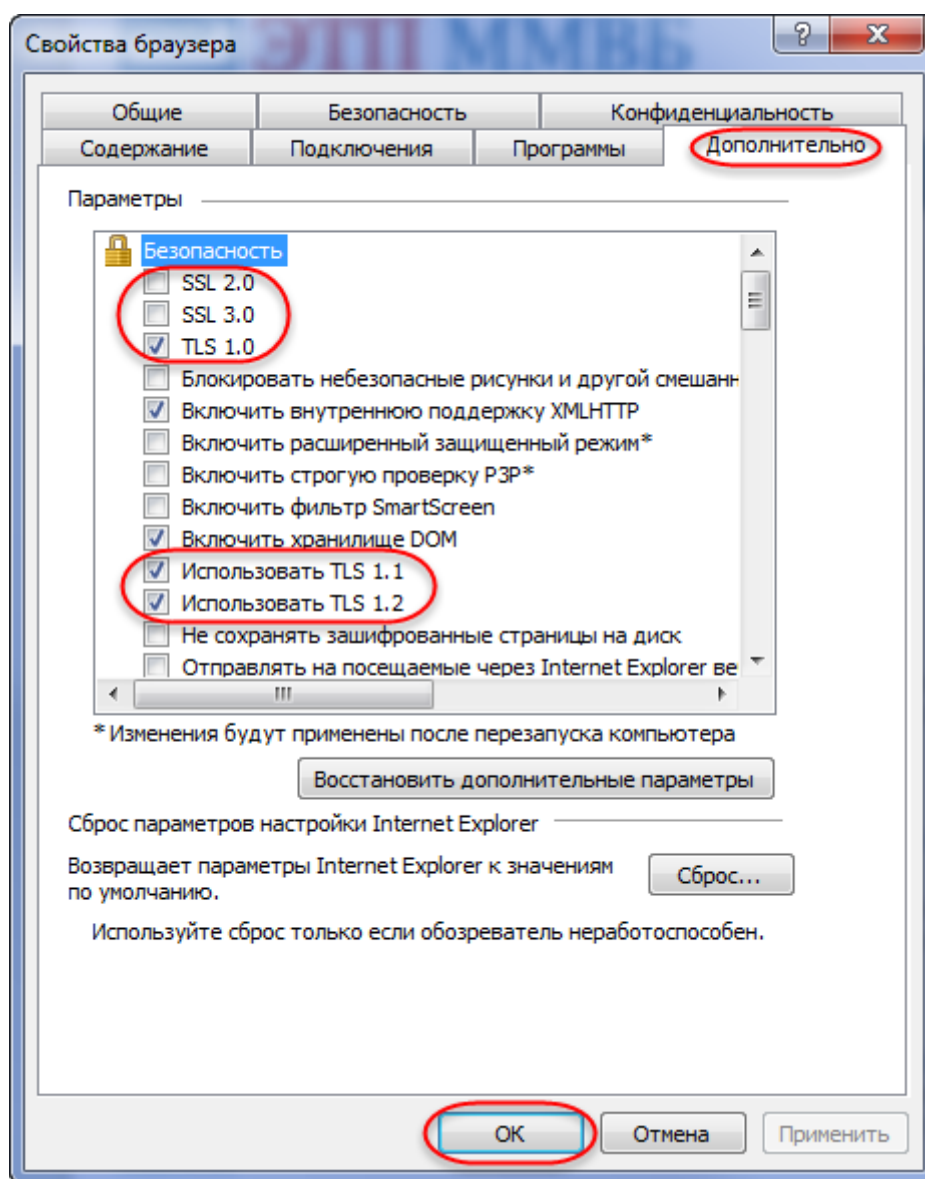 ЭТП ММВБ
Свойства браузера
Общие
Безопасность
Конфиденциальность
Содержание
Подключения
Программы
Дополнительно
Параметры
Безопасность
SSL 2.0
SSL 3.0
TLS 1.0
Блокировать небезопасные рисунки и другой смешанн
Включить внутреннюю поддержку XMLHTTP
Включить расширенный защищенный режим*
Включить строгую проверку P3P*
Включить фильтр SmartScreen
Включить хранилище DOM
Использовать TLS 1.1
Использовать TLS 1.2
Не сохранять зашифрованные страницы на диск
Отправлять на посещаемые через Internet Explorer ве
* Изменения будут применены после перезапуска компьютера
Восстановить дополнительные параметры
Сброс параметров настройки Internet Explorer
Возвращает параметры Internet Explorer к значениям
по умолчанию.
Сброс...
Используйте сброс только если обозреватель неработоспособен.
ОК
Отмена
Применить